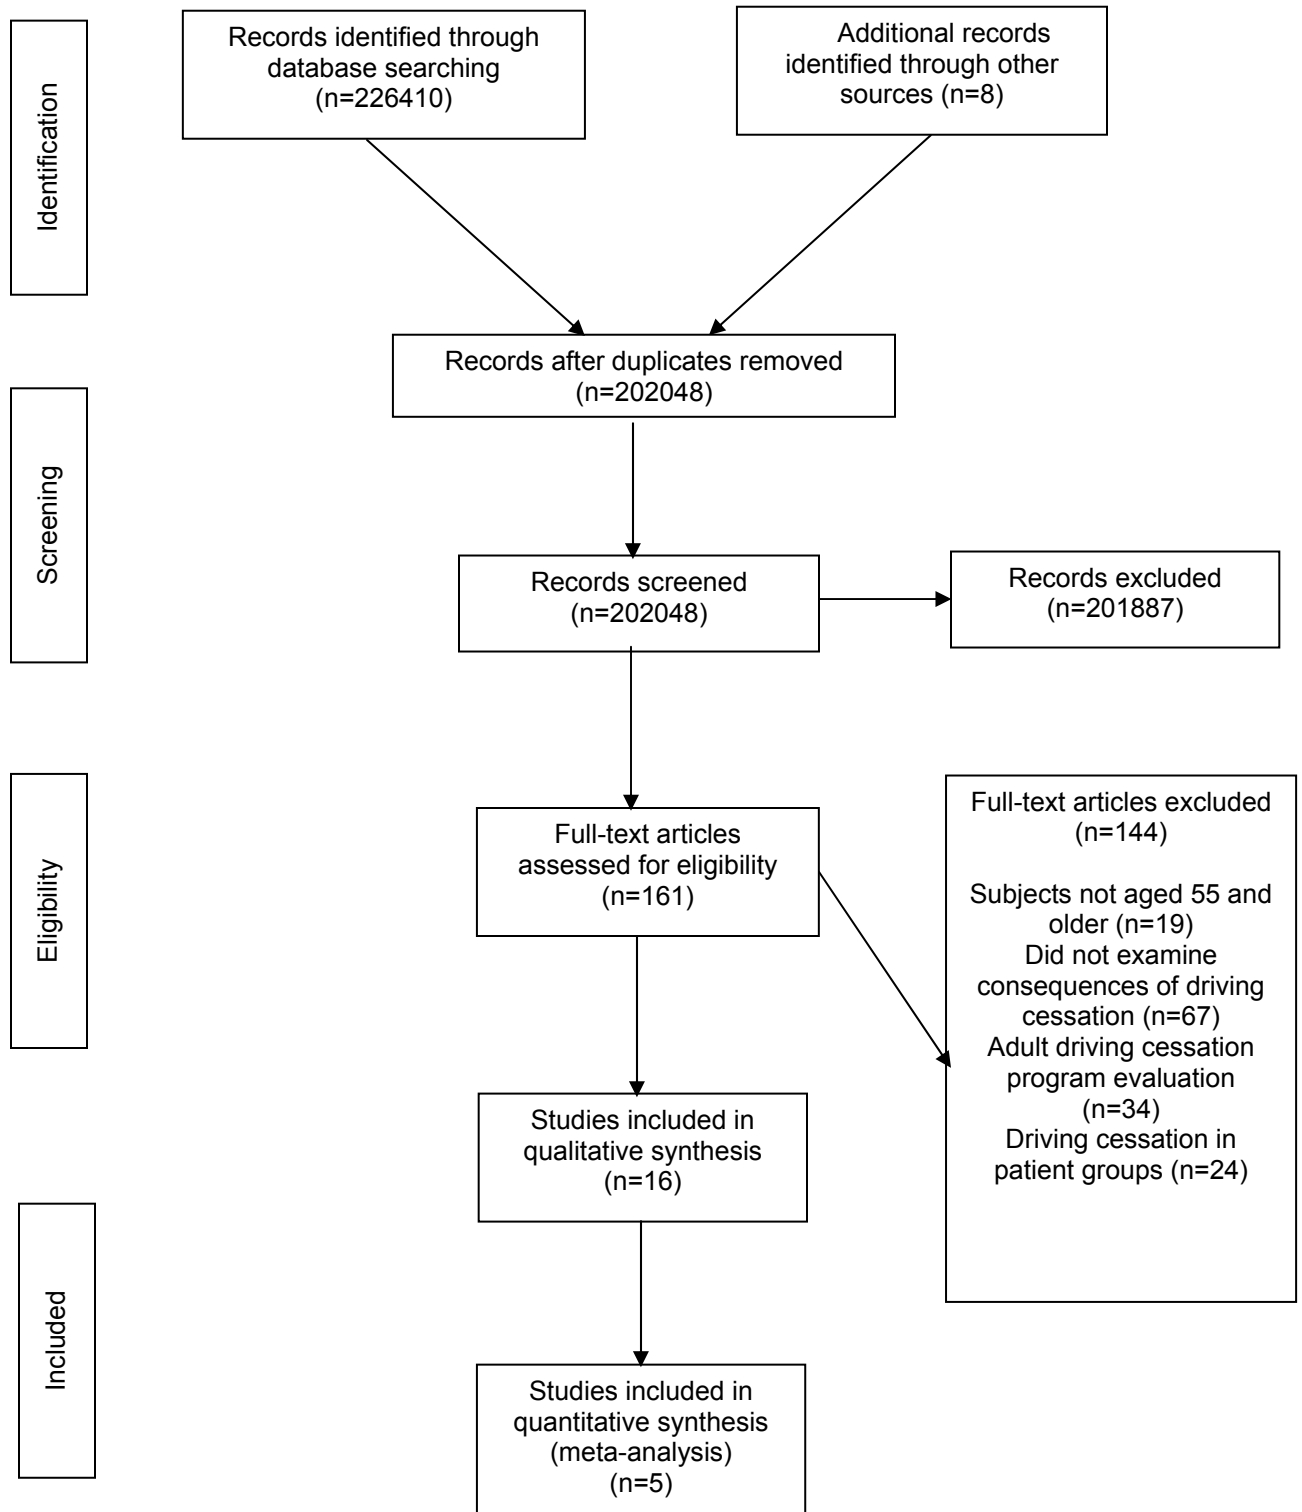 Identification
Records identified through
database searching
(n=226410)
Additional records
identified through other
sources (n=8)
Records after duplicates removed
(n=202048)
Screening
Records screened
(n=202048)
Records excluded
(n=201887)
Eligibility
Full-text articles
assessed for eligibility
(n=161)
Full-text articles excluded
(n=144)
Subjects not aged 55 and
older (n=19)
Did not examine
consequences of driving
cessation (n=67)
Adult driving cessation
program evaluation
(n=34)
Driving cessation in
patient groups (n=24)
Studies included in
qualitative synthesis
(n=16)
Included
Studies included in
quantitative synthesis
(meta-analysis)
(n=5)